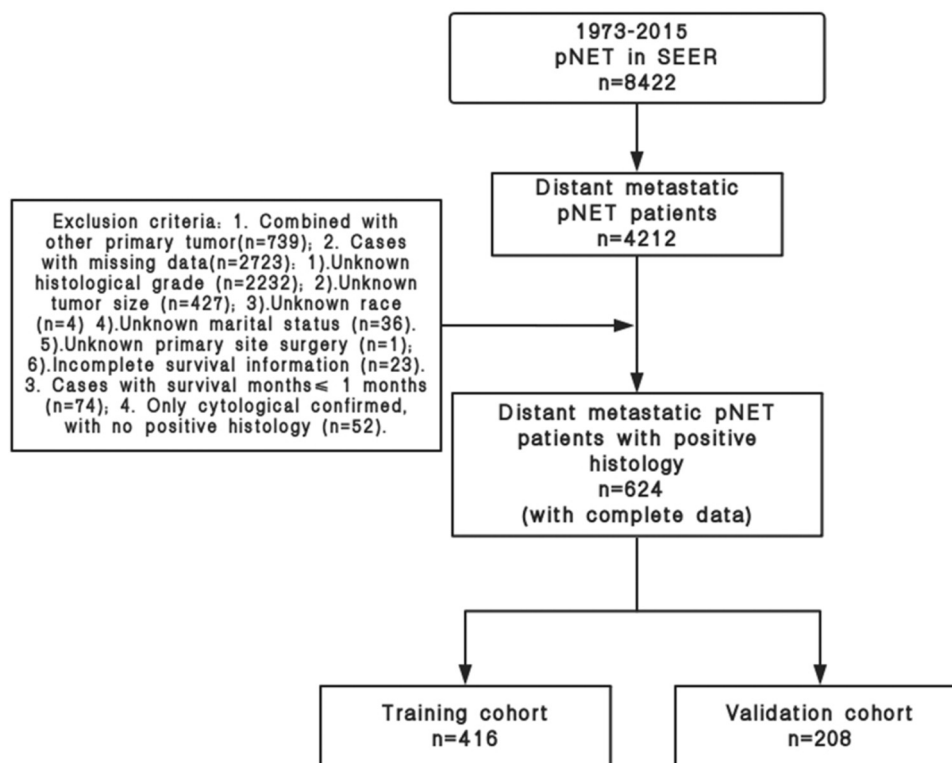 1973-2015
pNET in SEER
n=8422
Distant metastatic
pNET patients
n=4212
Exclusion criteria: 1. Combined with
other primary tumor(n=739); 2. Cases
with missing data(n=2723): 1).Unknown
histological grade (n=2232); 2).Unknown
tumor size (n=427); 3).Unknown race
(n=4) 4).Unknown marital status (n=36).
5).Unknown primary site surgery (n=1);
6).Incomplete survival information (n=23).
3. Cases with survival months≤ 1 months
(n=74); 4. Only cytological confirmed,
with no positive histology (n=52).
Distant metastatic pNET
patients with positive
histology
n=624
(with complete data)
Training cohort
n=416
Validation cohort
n=208